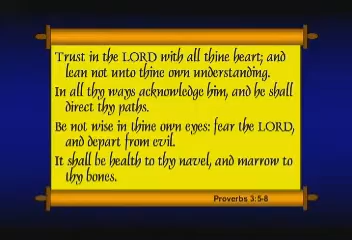 Trust in the LORD with all thine heart; and
lean not unto thine own understanding.
In all thy ways acknowledge him, and he shall
direct thy paths.
Be not wise in thine own eyes: fear the LORD,
and depart from evil.
It shall be health to thy navel, and marrow to
thy bones.
Proverbs 3:5-8